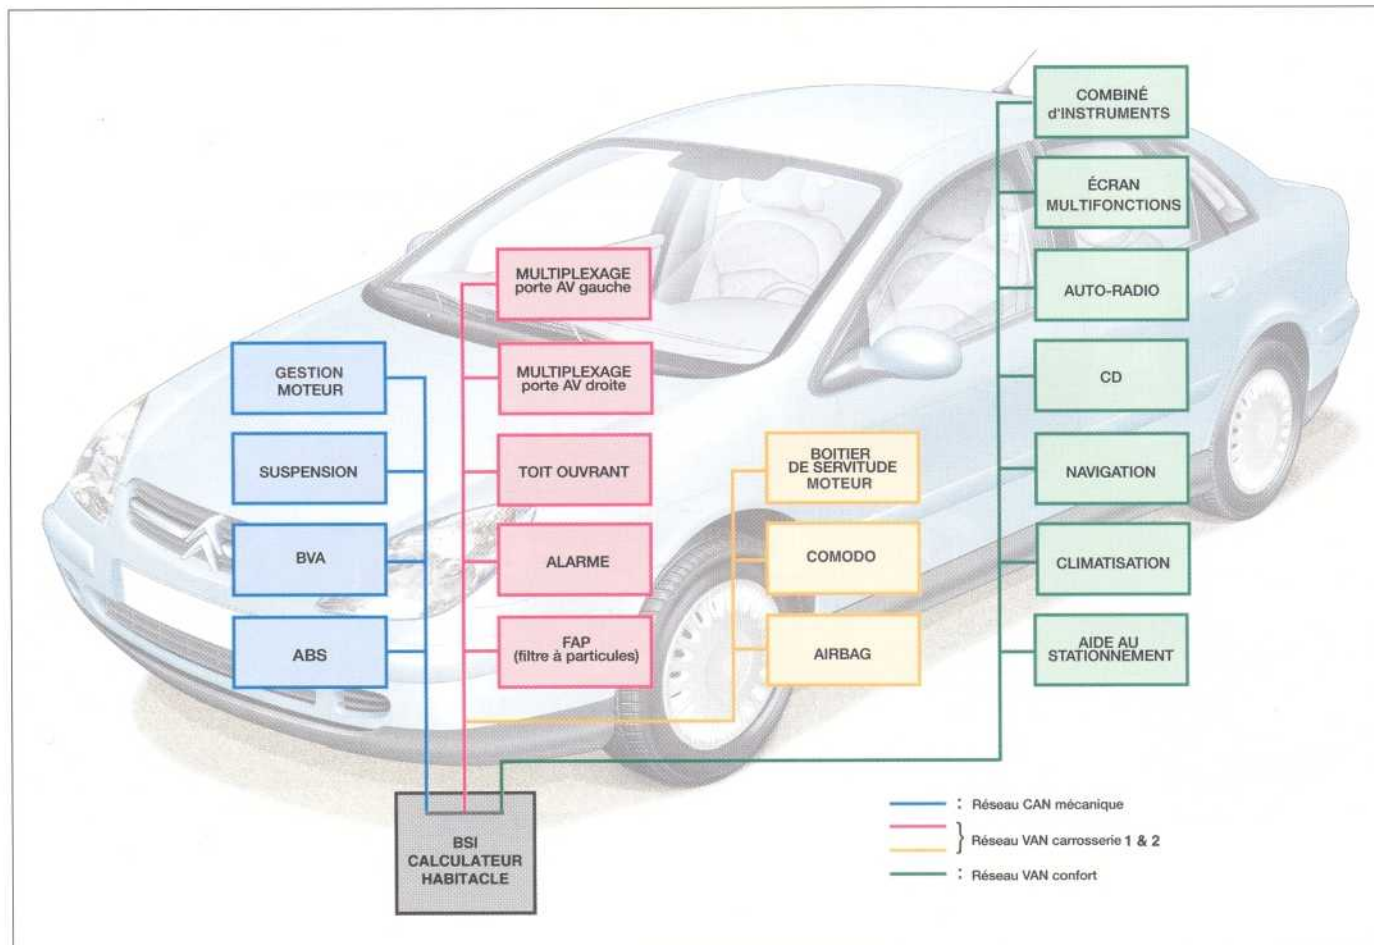 COMBINÉ
d'INSTRUMENTS
ÉCRAN
MULTIFONCTIONS
AUTO-RADIO
CD
NAVIGATION
CLIMATISATION
AIDE AU
STATIONNEMENT
MULTIPLEXAGE
porte AV gauche
MULTIPLEXAGE
porte AV droite
TOIT OUVRANT
ALARME
FAP
(filtre à particules)
GESTION
MOTEUR
SUSPENSION
BVA
ABS
BOITIER
DE SERVITUDE
MOTEUR
COMODO
AIRBAG
BSI
CALCULATEUR
HABITACLE
: Réseau CAN mécanique
} Réseau VAN carrosserie 1 & 2
: Réseau VAN confort